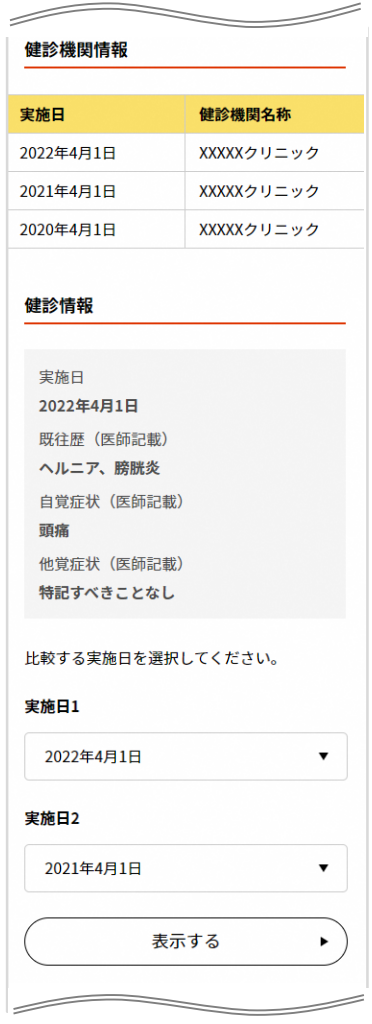 健診機関情報
実施日 健診機関名称
2022年4月1日 XXXXXクリニック
2021年4月1日 XXXXXクリニック
2020年4月1日 XXXXXクリニック
健診情報
実施日
2022年4月1日
既往歴（医師記載）
ヘルニア、膀胱炎
自覚症状（医師記載）
頭痛
他覚症状（医師記載）
特記すべきことなし
比較する実施日を選択してください。
実施日1
2022年4月1日 ▼
実施日2
2021年4月1日 ▼
表示する ▶